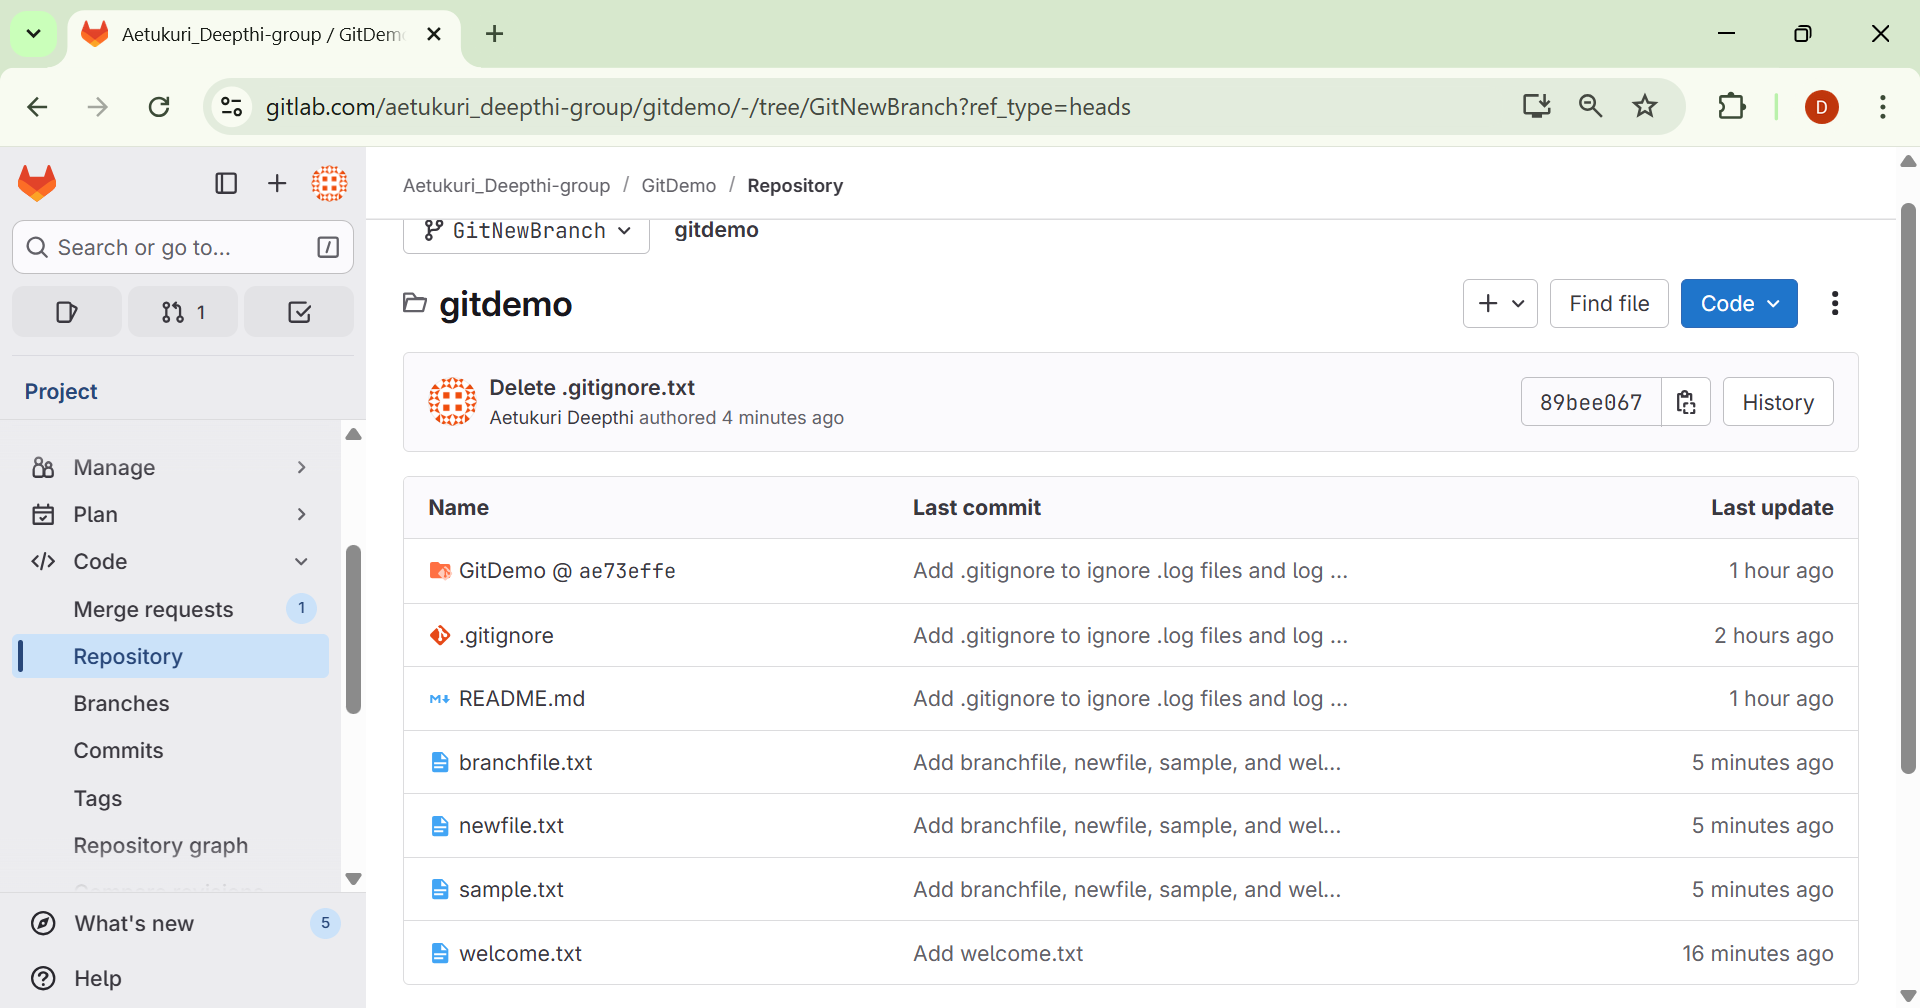 Aetukuri_Deepthi-group / GitDem
gitlab.com/aetukuri_deepthi-group/gitdemo/-/tree/GitNewBranch?ref_type=heads
D
Search or go to...
/
1
Project
Manage
Plan
Code
Merge requests 1
Repository
Branches
Commits
Tags
Repository graph
What's new 5
Help
Aetukuri_Deepthi-group / GitDemo / Repository
GitNewBranch gitdemo
gitdemo
Find file
Code
Delete .gitignore.txt
Aetukuri Deepthi authored 4 minutes ago
89bee067
History
Name Last commit Last update
GitDemo @ ae73effe Add .gitignore to ignore .log files and log ... 1 hour ago
.gitignore Add .gitignore to ignore .log files and log ... 2 hours ago
README.md Add .gitignore to ignore .log files and log ... 1 hour ago
branchfile.txt Add branchfile, newfile, sample, and wel... 5 minutes ago
newfile.txt Add branchfile, newfile, sample, and wel... 5 minutes ago
sample.txt Add branchfile, newfile, sample, and wel... 5 minutes ago
welcome.txt Add welcome.txt 16 minutes ago